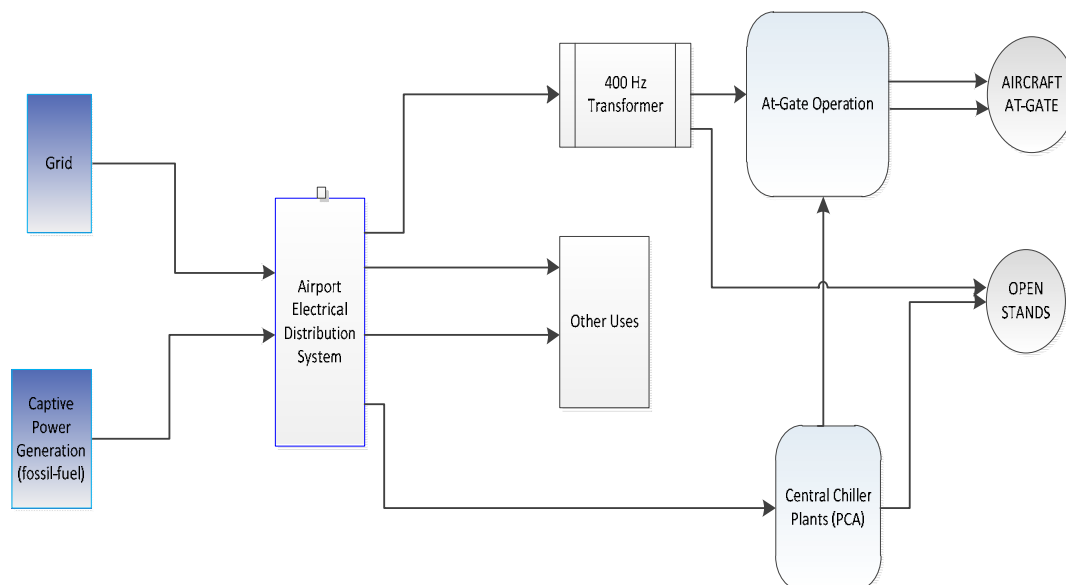 Grid
Captive
Power
Generation
(fossil-fuel)
Airport
Electrical
Distribution
System
400 Hz
Transformer
Other Uses
At-Gate Operation
Central Chiller
Plants (PCA)
AIRCRAFT
AT-GATE
OPEN
STANDS